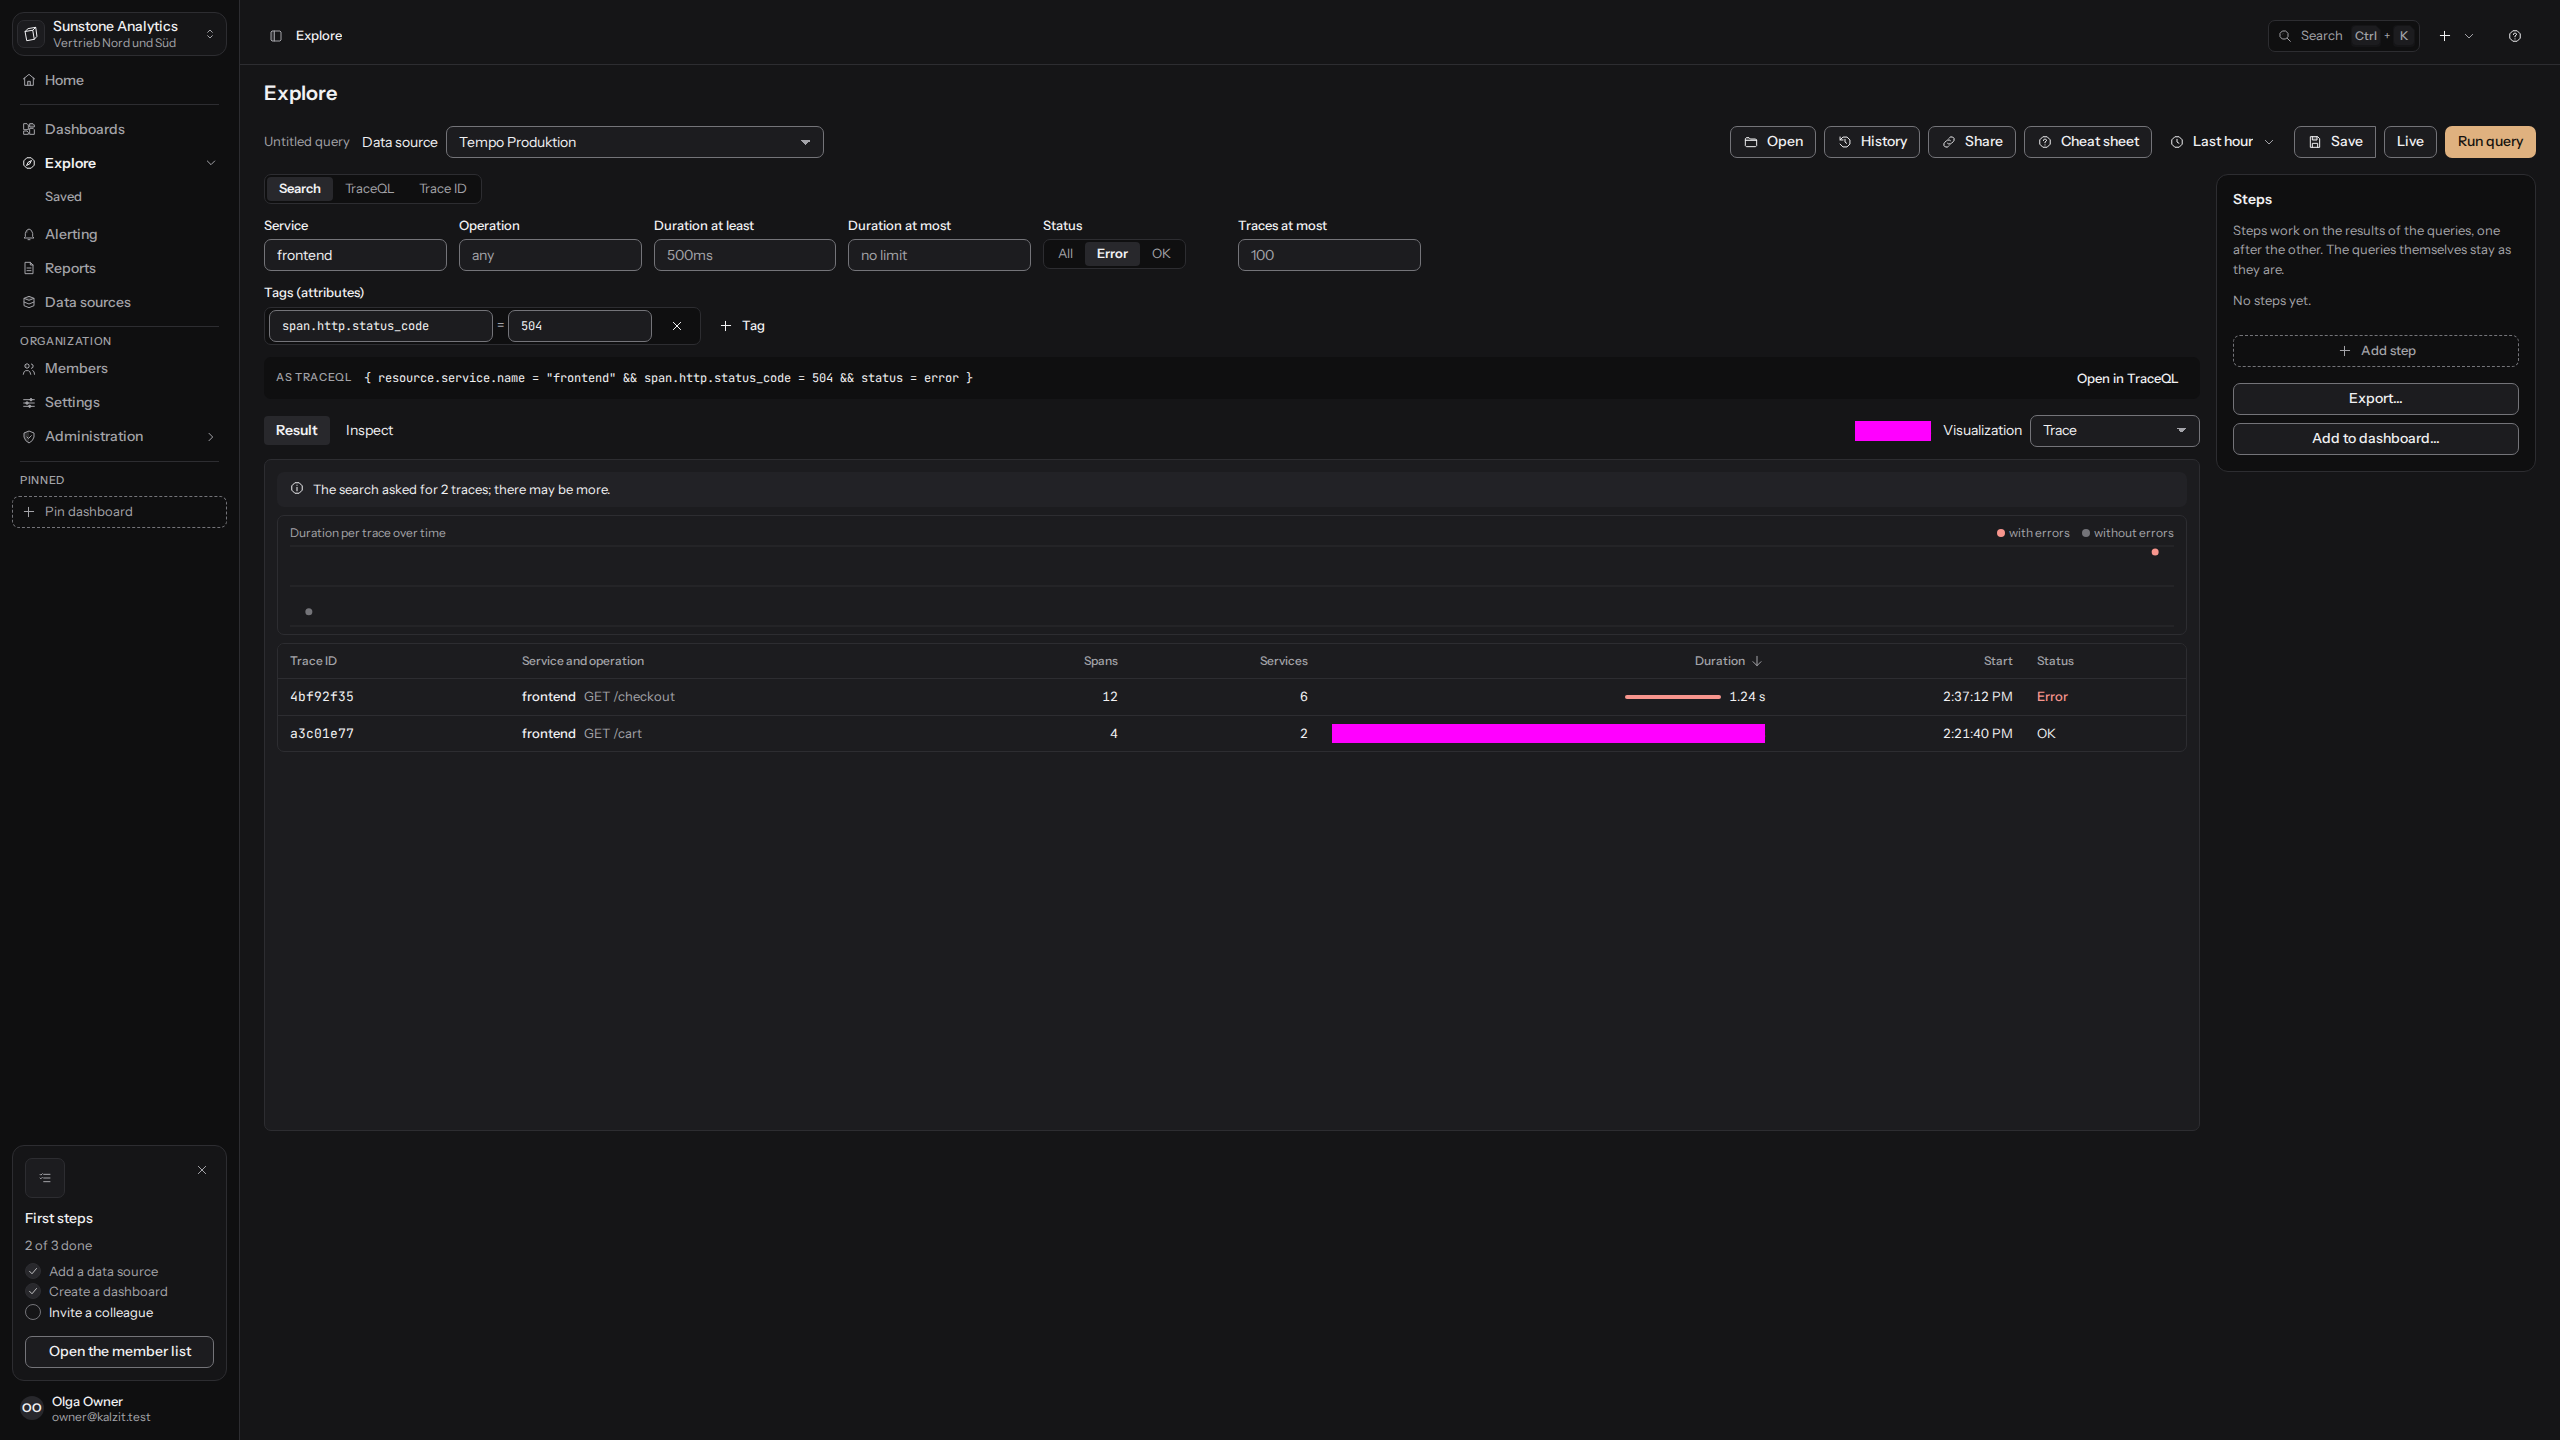 Sunstone Analytics
Vertrieb Nord und Süd
Home
Dashboards
Explore
Saved
Alerting
Reports
Data sources
ORGANIZATION
Members
Settings
Administration
PINNED
Pin dashboard
First steps
2 of 3 done
Add a data source
Create a dashboard
Invite a colleague
Open the member list
OO
Olga Owner
owner@kalzit.test
Explore
Search Ctrl + K
Explore
Untitled query Data source Tempo Produktion
Open History Share Cheat sheet Last hour Save Live Run query
Search TraceQL Trace ID
Service Operation Duration at least Duration at most Status Traces at most
frontend any 500ms no limit All Error OK 100
Tags (attributes)
span.http.status_code = 504 Tag
AS TRACEQL { resource.service.name = "frontend" && span.http.status_code = 504 && status = error } Open in TraceQL
Result Inspect Visualization Trace
The search asked for 2 traces; there may be more.
Duration per trace over time with errors without errors
Trace ID Service and operation Spans Services Duration Start Status
4bf92f35 frontend GET /checkout 12 6 1.24 s 2:37:12 PM Error
a3c01e77 frontend GET /cart 4 2 2:21:40 PM OK
Steps
Steps work on the results of the queries, one
after the other. The queries themselves stay as
they are.
No steps yet.
Add step
Export...
Add to dashboard...